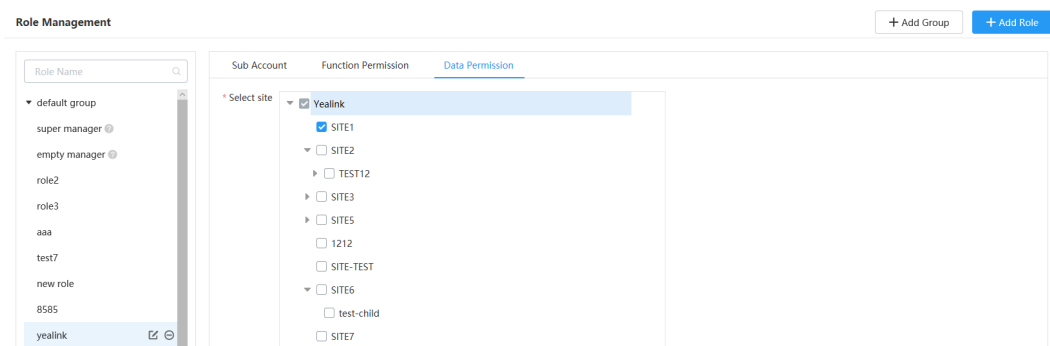 Role Management
+ Add Group
+ Add Role
Role Name
Sub Account
Function Permission
Data Permission
default group
super manager
empty manager
role2
role3
aaa
test7
new role
8585
yealink
* Select site
Yealink
SITE1
SITE2
TEST12
SITE3
SITE5
1212
SITE-TEST
SITE6
test-child
SITE7